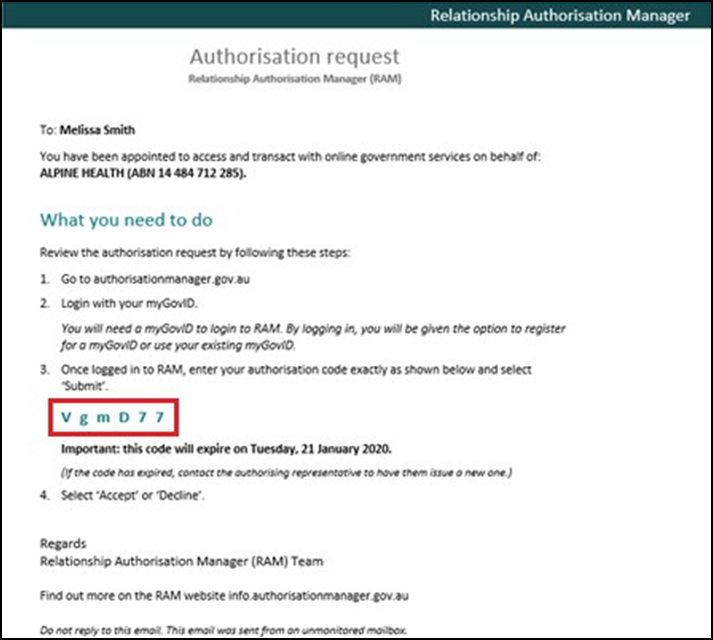 Relationship Authorisation Manager
Authorisation request
Relationship Authorisation Manager (RAM)
To: Melissa Smith
You have been appointed to access and transact with online government services on behalf of:
ALPINE HEALTH (ABN 14 484 712 285).
What you need to do
Review the authorisation request by following these steps:
1. Go to authorisationmanager.gov.au
2. Login with your myGovID.
You will need a myGovID to login to RAM. By logging in, you will be given the option to register
for a myGovID or use your existing myGovID.
3. Once logged in to RAM, enter your authorisation code exactly as shown below and select
'Submit'.
V g m D 7 7
Important: this code will expire on Tuesday, 21 January 2020.
(If the code has expired, contact the authorising representative to have them issue a new one.)
4. Select 'Accept' or 'Decline'.
Regards
Relationship Authorisation Manager (RAM) Team
Find out more on the RAM website info.authorisationmanager.gov.au
Do not reply to this email. This email was sent from an unmonitored mailbox.